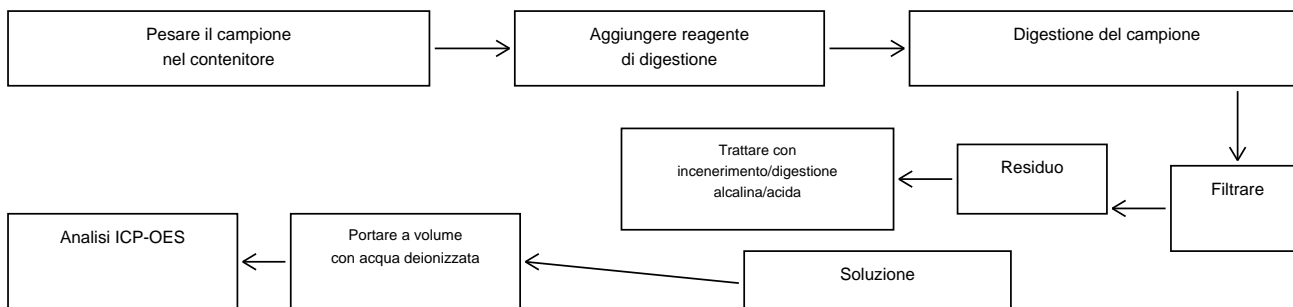 Pesare il campione
nel contenitore
Aggiungere reagente
di digestione
Digestione del campione
Filtrare
Residuo
Trattare con
incenerimento/digestione
alcalina/acida
Soluzione
Portare a volume
con acqua deionizzata
Analisi ICP-OES